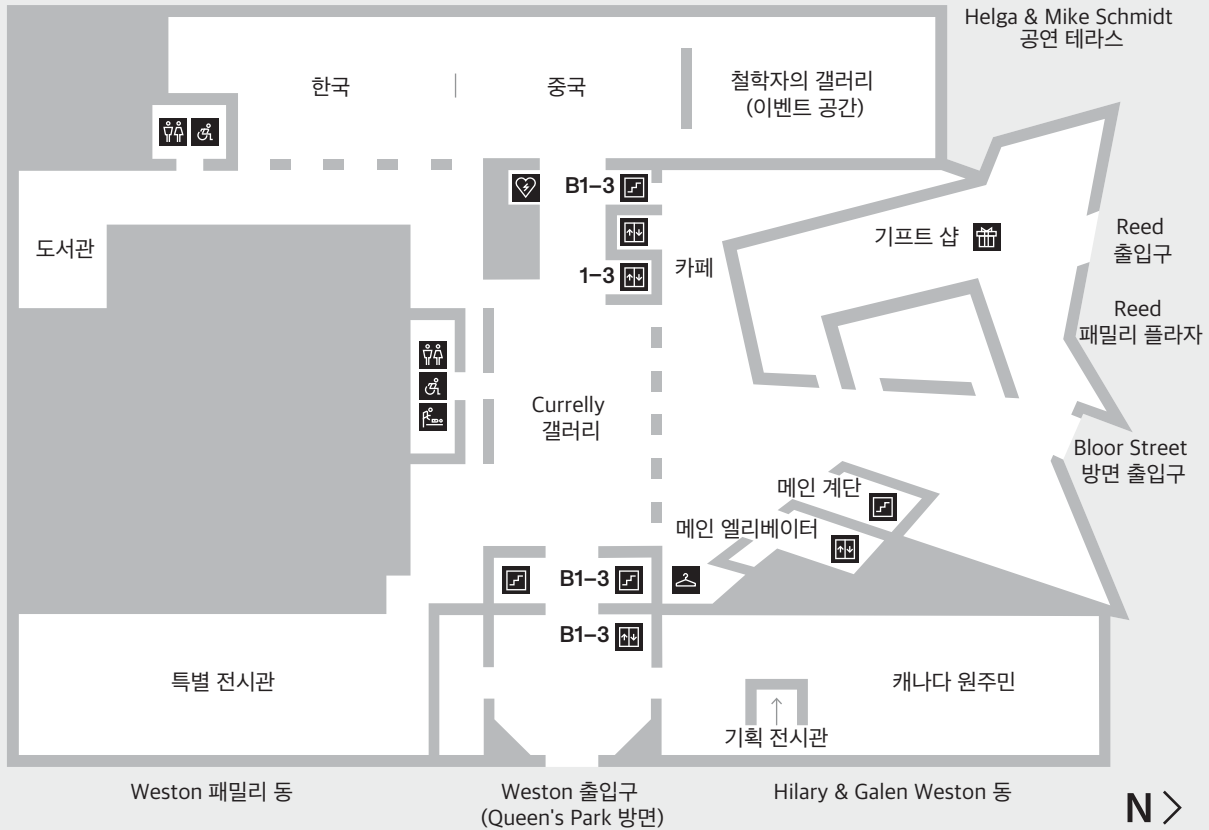 Helga & Mike Schmidt
공연 테라스
한국
중국
철학자의 갤러리
(이벤트 공간)
B1–3
도서관
기프트 샵
Reed
출입구
1–3
카페
Reed
패밀리 플라자
Currelly
갤러리
Bloor Street
방면 출입구
메인 계단
메인 엘리베이터
B1–3
B1–3
특별 전시관
캐나다 원주민
기획 전시관
Weston 패밀리 동
Weston 출입구
(Queen's Park 방면)
Hilary & Galen Weston 동
N